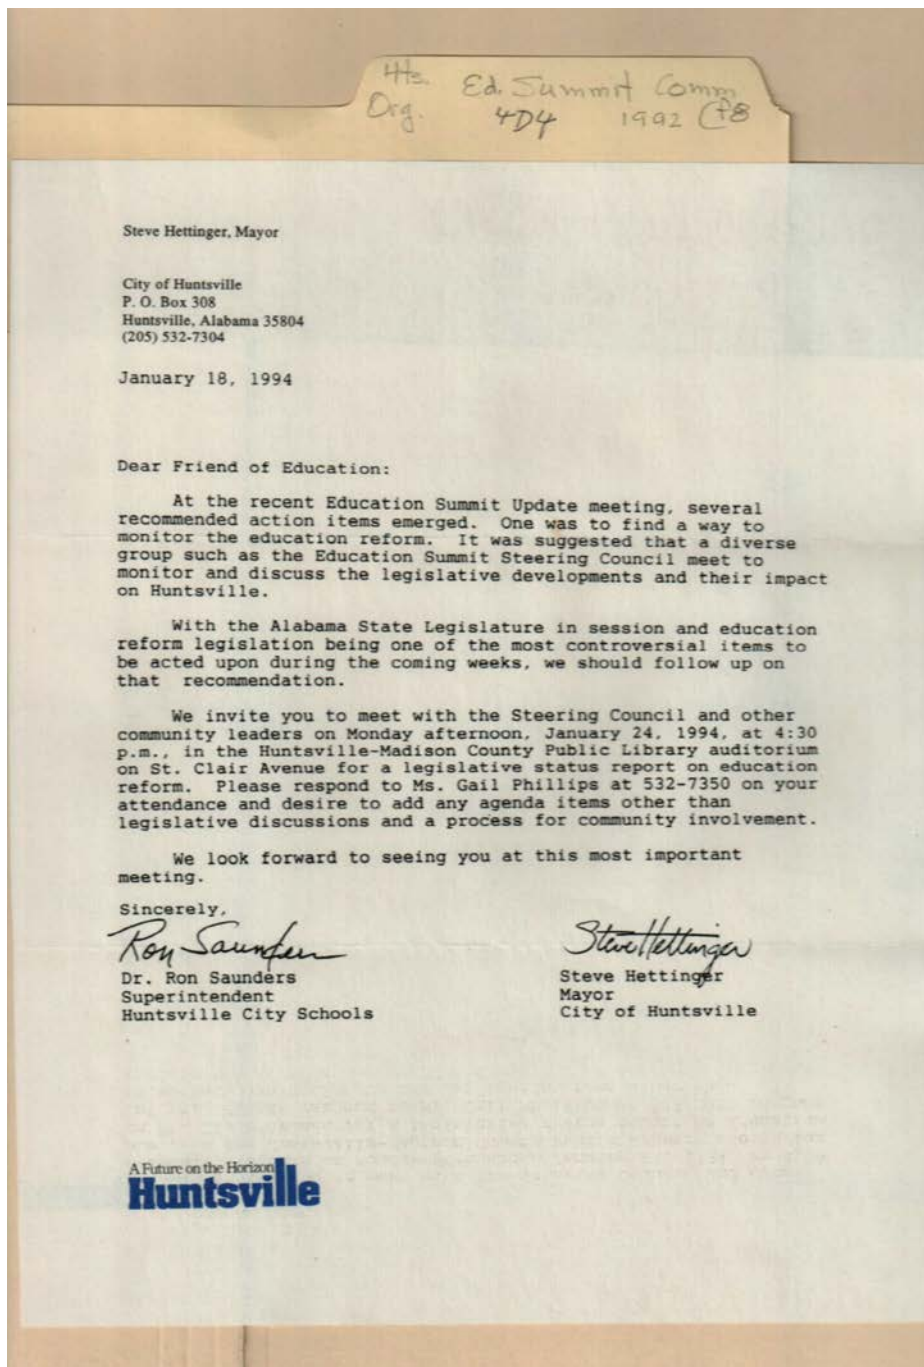 Hts. Ed. Summit Comm
Org. 4D4 1992 (f8
Steve Hettinger, Mayor
City of Huntsville
P. O. Box 308
Huntsville, Alabama 35804
(205) 532-7304
January 18, 1994
Dear Friend of Education:
At the recent Education Summit Update meeting, several
recommended action items emerged. One was to find a way to
monitor the education reform. It was suggested that a diverse
group such as the Education Summit Steering Council meet to
monitor and discuss the legislative developments and their impact
on Huntsville.
With the Alabama State Legislature in session and education
reform legislation being one of the most controversial items to
be acted upon during the coming weeks, we should follow up on
that recommendation.
We invite you to meet with the Steering Council and other
community leaders on Monday afternoon, January 24, 1994, at 4:30
p.m., in the Huntsville-Madison County Public Library auditorium
on St. Clair Avenue for a legislative status report on education
reform. Please respond to Ms. Gail Phillips at 532-7350 on your
attendance and desire to add any agenda items other than
legislative discussions and a process for community involvement.
We look forward to seeing you at this most important
meeting.
Sincerely,
Ron Saunders Steve Hettinger
Dr. Ron Saunders Steve Hettinger
Superintendent Mayor
Huntsville City Schools City of Huntsville
A Future on the Horizon
Huntsville